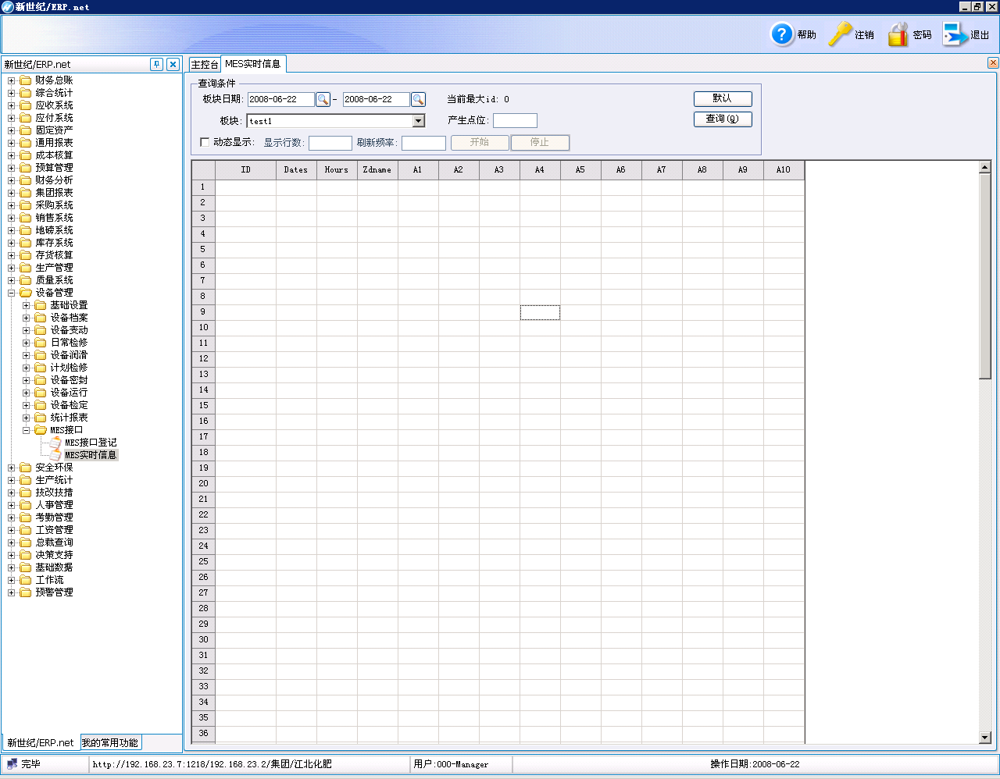 新世纪/ERP.net
帮助 注销 密码 退出
新世纪/ERP.net
财务总账
综合统计
应收系统
应付系统
固定资产
通用报表
成本核算
预算管理
财务分析
集团报表
采购系统
销售系统
地磅系统
库存系统
存货核算
生产管理
质量系统
设备管理
基础设置
设备档案
设备变动
日常检修
设备润滑
计划检修
设备密封
设备运行
设备检定
统计报表
MES接口
MES接口登记
MES实时信息
安全环保
生产统计
技改技措
人事管理
考勤管理
工资管理
总裁查询
决策支持
基础数据
工作流
预警管理
新世纪/ERP.net 我的常用功能
主控台 MES实时信息
查询条件
板块日期: 2008-06-22 - 2008-06-22 当前最大id: 0 默认
板块: test1 产生点位: 查询(Q)
动态显示: 显示行数: 刷新频率: 开始 停止
ID Dates Hours Zdname A1 A2 A3 A4 A5 A6 A7 A8 A9 A10
1
2
3
4
5
6
7
8
9
10
11
12
13
14
15
16
17
18
19
20
21
22
23
24
25
26
27
28
29
30
31
32
33
34
35
36
完毕 http://192.168.23.7:1218/192.168.23.2/集团/江北化肥 用户:000-Manager 操作日期:2008-06-22